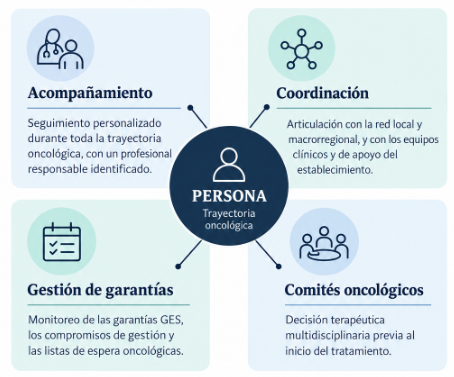 Acompañamiento
Seguimiento personalizado
durante toda la trayectoria
oncológica, con un profesional
responsable identificado.
Coordinación
Articulación con la red local y
macrorregional, y con los equipos
clínicos y de apoyo del
establecimiento.
PERSONA
Trayectoria
oncológica
Gestión de garantías
Monitoreo de las garantías GES,
los compromisos de gestión y
las listas de espera oncológicas.
Comités oncológicos
Decisión terapéutica
multidisciplinaria previa al
inicio del tratamiento.